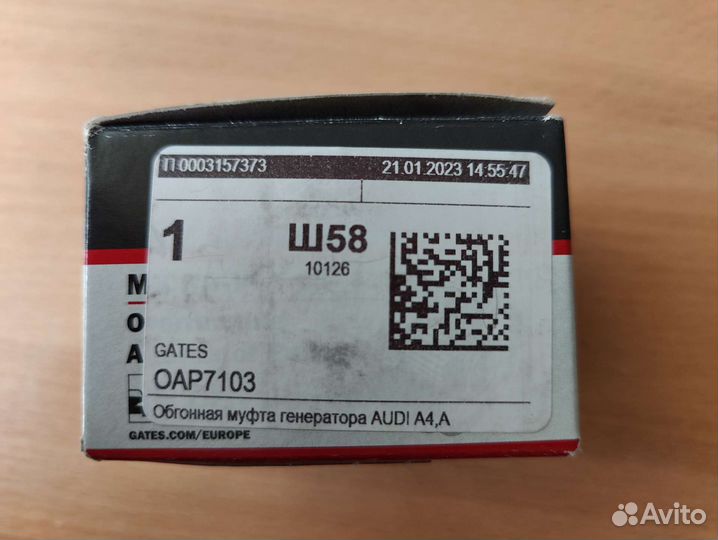 П 0003157373 21.01.2023 14:55:47
1 Ш58
10126
M
O
A
GATES
OAP7103
Обгонная муфта генератора AUDI A4,A
GATES.COM/EUROPE
Avito